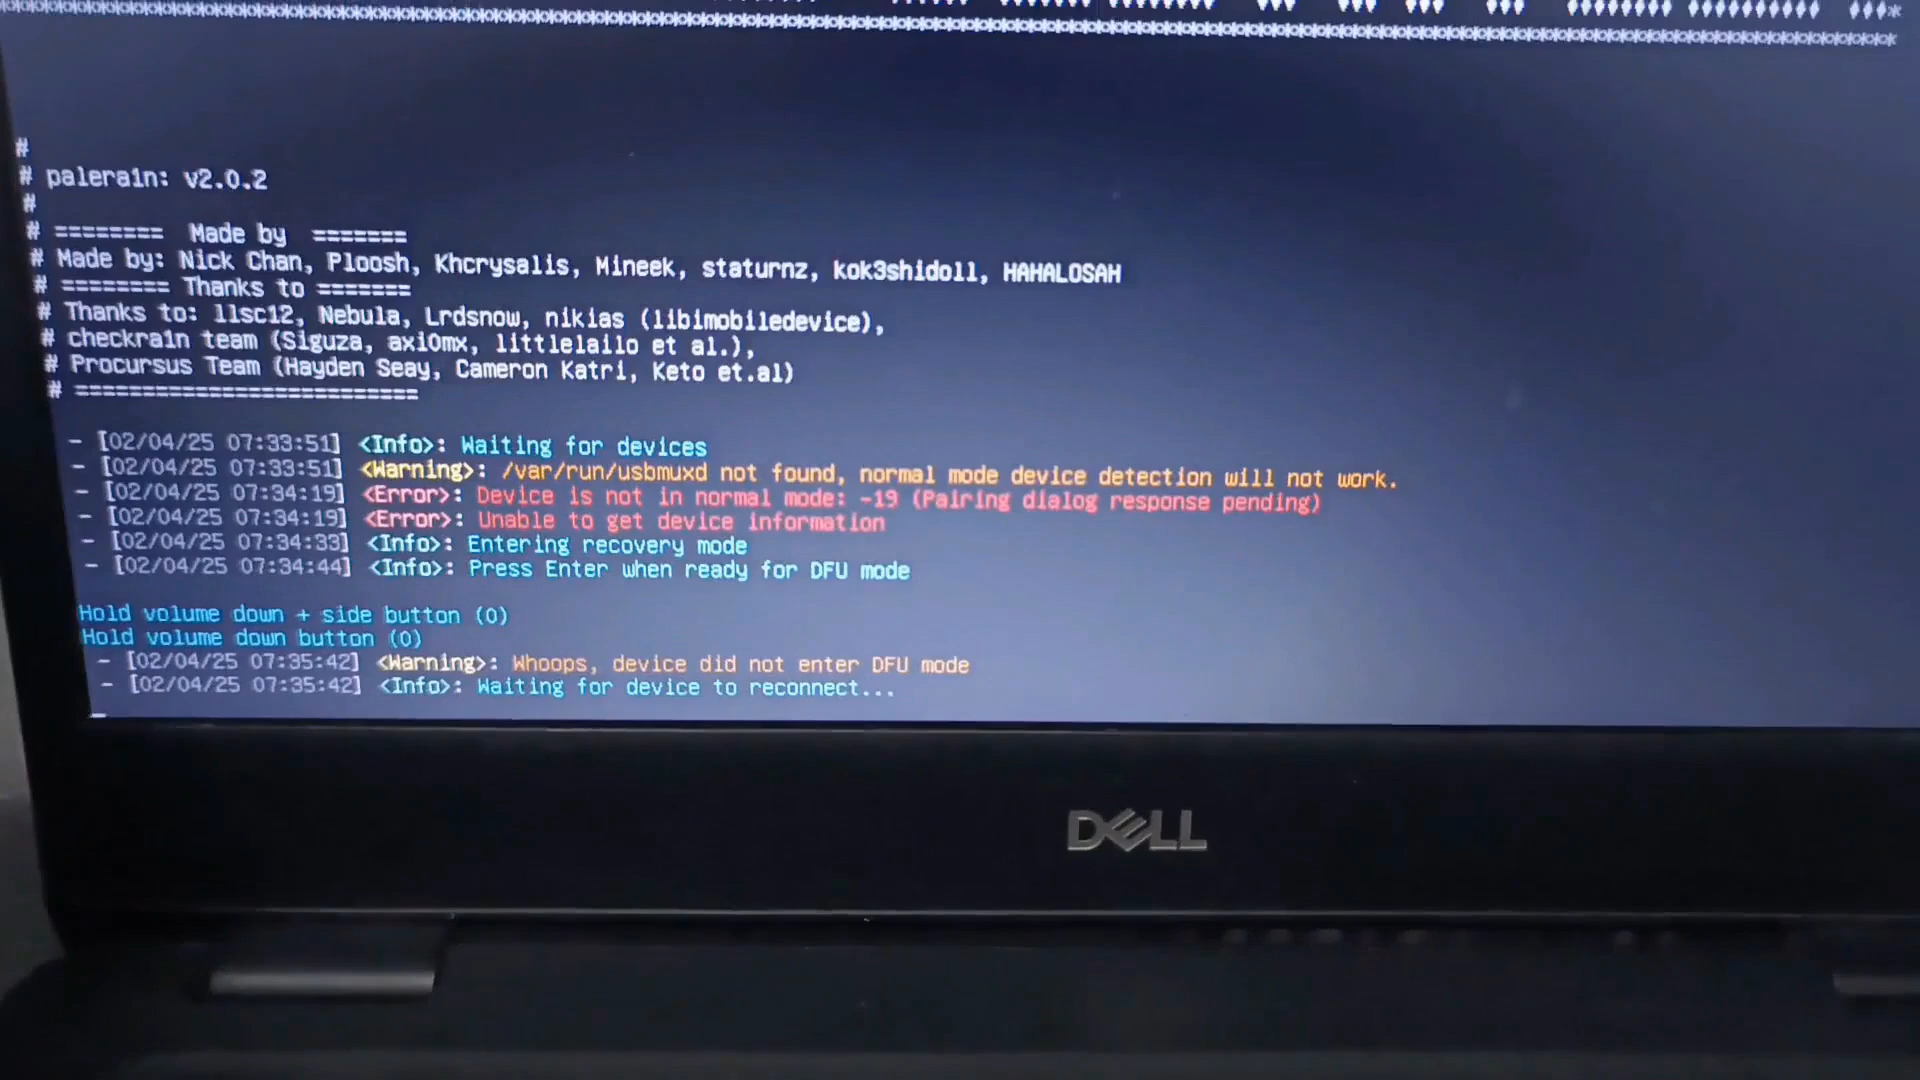 #
# palera1n: v2.0.2
#
# ======== Made by =======
# Made by: Nick Chan, Ploosh, Khcrysalis, Mineek, staturnz, kok3shidoll, HAHALOSAH
# ======== Thanks to =======
# Thanks to: llsc12, Nebula, Lrdsnow, nikias (libimobiledevice),
# checkra1n team (Siguza, axi0mx, littlelailo et al.),
# Procursus Team (Hayden Seay, Cameron Katri, Keto et.al)
# ==========================
- [02/04/25 07:33:51] <Info>: Waiting for devices
- [02/04/25 07:33:51] <Warning>: /var/run/usbmuxd not found, normal mode device detection will not work.
- [02/04/25 07:34:19] <Error>: Device is not in normal mode: -19 (Pairing dialog response pending)
- [02/04/25 07:34:19] <Error>: Unable to get device information
- [02/04/25 07:34:33] <Info>: Entering recovery mode
- [02/04/25 07:34:44] <Info>: Press Enter when ready for DFU mode
Hold volume down + side button (0)
Hold volume down button (0)
- [02/04/25 07:35:42] <Warning>: Whoops, device did not enter DFU mode
- [02/04/25 07:35:42] <Info>: Waiting for device to reconnect...
DELL